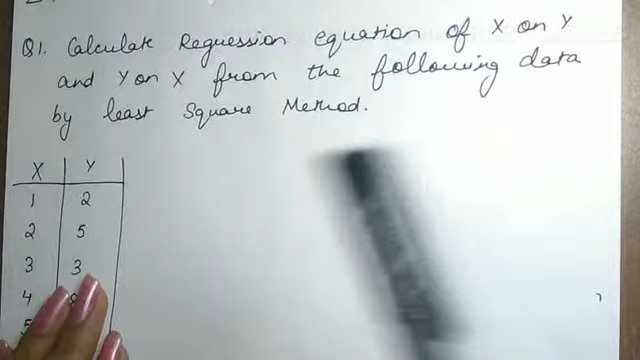 Q1. Calculate Regression equation of X on Y
and Y on X from the following data
by least Square Method.
X Y
1 2
2 5
3 3
4
5